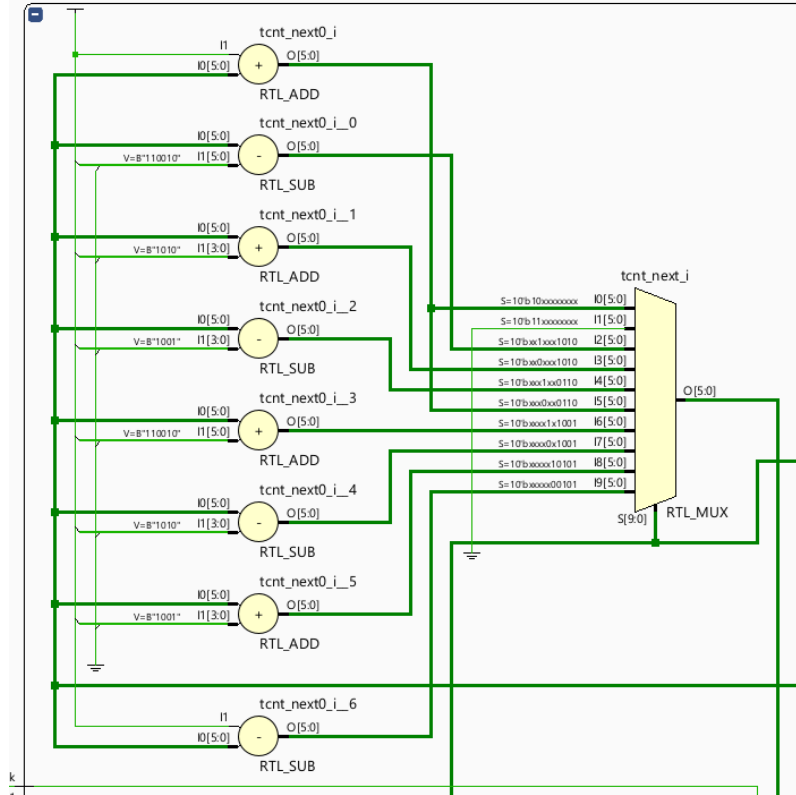 tcnt_next0_i
I1
I0[5:0]
+
O[5:0]
RTL_ADD
tcnt_next0_i__0
I0[5:0]
V=B"110010" I1[5:0]
-
O[5:0]
RTL_SUB
tcnt_next0_i__1
I0[5:0]
V=B"1010" I1[3:0]
+
O[5:0]
RTL_ADD
tcnt_next0_i__2
I0[5:0]
V=B"1001" I1[3:0]
-
O[5:0]
RTL_SUB
tcnt_next0_i__3
I0[5:0]
V=B"110010" I1[5:0]
+
O[5:0]
RTL_ADD
tcnt_next0_i__4
I0[5:0]
V=B"1010" I1[3:0]
-
O[5:0]
RTL_SUB
tcnt_next0_i__5
I0[5:0]
V=B"1001" I1[3:0]
+
O[5:0]
RTL_ADD
tcnt_next0_i__6
I1
I0[5:0]
-
O[5:0]
RTL_SUB
tcnt_next_i
S=10'b10xxxxxxxx I0[5:0]
S=10'b11xxxxxxxx I1[5:0]
S=10'bxx1xxx1010 I2[5:0]
S=10'bxx0xxx1010 I3[5:0]
S=10'bxxx1xx0110 I4[5:0]
S=10'bxxx0xx0110 I5[5:0]
S=10'bxxxx1x1001 I6[5:0]
S=10'bxxxx0x1001 I7[5:0]
S=10'bxxxxx10101 I8[5:0]
S=10'bxxxxx00101 I9[5:0]
O[5:0]
S[9:0]
RTL_MUX
k